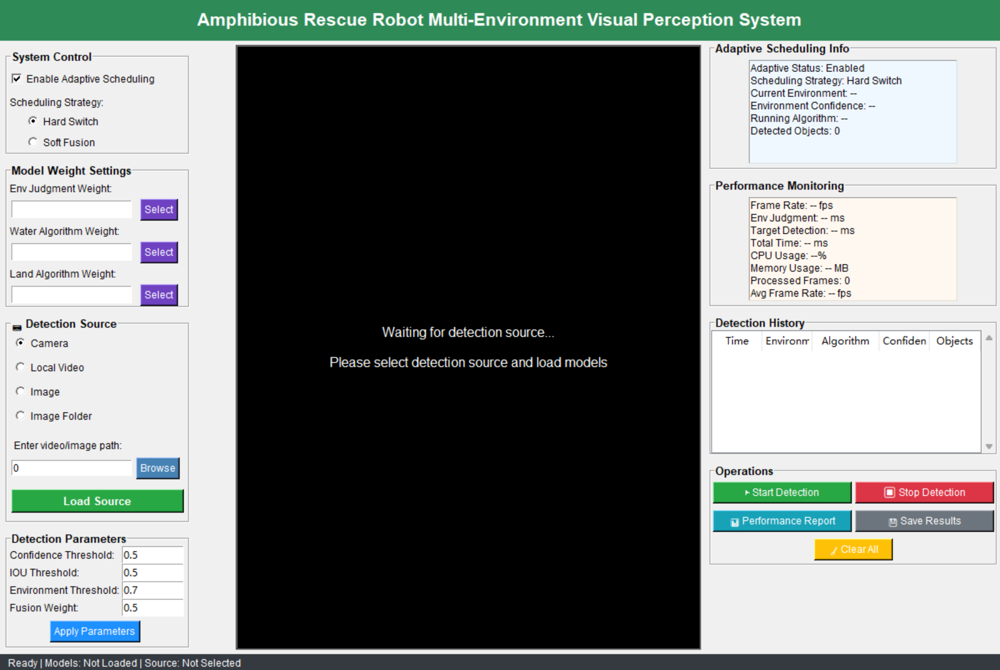 Amphibious Rescue Robot Multi-Environment Visual Perception System
System Control
Enable Adaptive Scheduling
Scheduling Strategy:
Hard Switch
Soft Fusion
Model Weight Settings
Env Judgment Weight:
Select
Water Algorithm Weight:
Select
Land Algorithm Weight:
Select
Detection Source
Camera
Local Video
Image
Image Folder
Enter video/image path:
0 Browse
Load Source
Detection Parameters
Confidence Threshold: 0.5
IOU Threshold: 0.5
Environment Threshold: 0.7
Fusion Weight: 0.5
Apply Parameters
Waiting for detection source...
Please select detection source and load models
Adaptive Scheduling Info
Adaptive Status: Enabled
Scheduling Strategy: Hard Switch
Current Environment: --
Environment Confidence: --
Running Algorithm: --
Detected Objects: 0
Performance Monitoring
Frame Rate: -- fps
Env Judgment: -- ms
Target Detection: -- ms
Total Time: -- ms
CPU Usage: --%
Memory Usage: -- MB
Processed Frames: 0
Avg Frame Rate: -- fps
Detection History
Time Environm Algorithm Confiden Objects
Operations
Start Detection Stop Detection
Performance Report Save Results
Clear All
Ready | Models: Not Loaded | Source: Not Selected